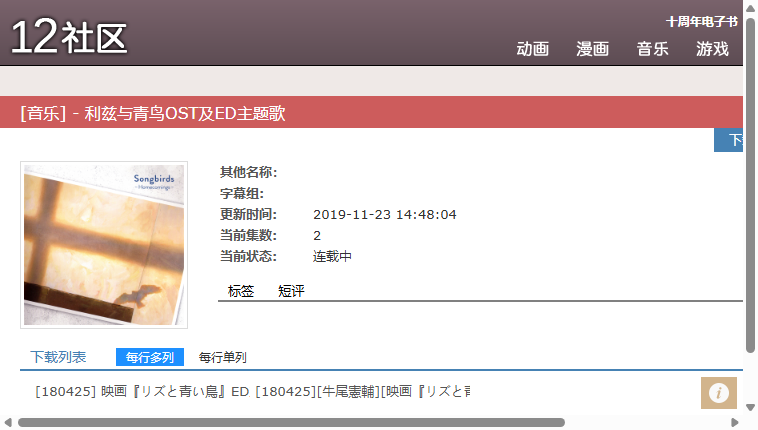 12社区
十周年电子书
动画 漫画 音乐 游戏
[音乐] - 利兹与青鸟OST及ED主题歌
Songbirds
- Homecomings -
其他名称:
字幕组:
更新时间: 2019-11-23 14:48:04
当前集数: 2
当前状态: 连载中
标签 短评
下载列表 每行多列 每行单列
[180425] 映画『リズと青い鳥』ED [180425][牛尾憲輔][映画『リズと青